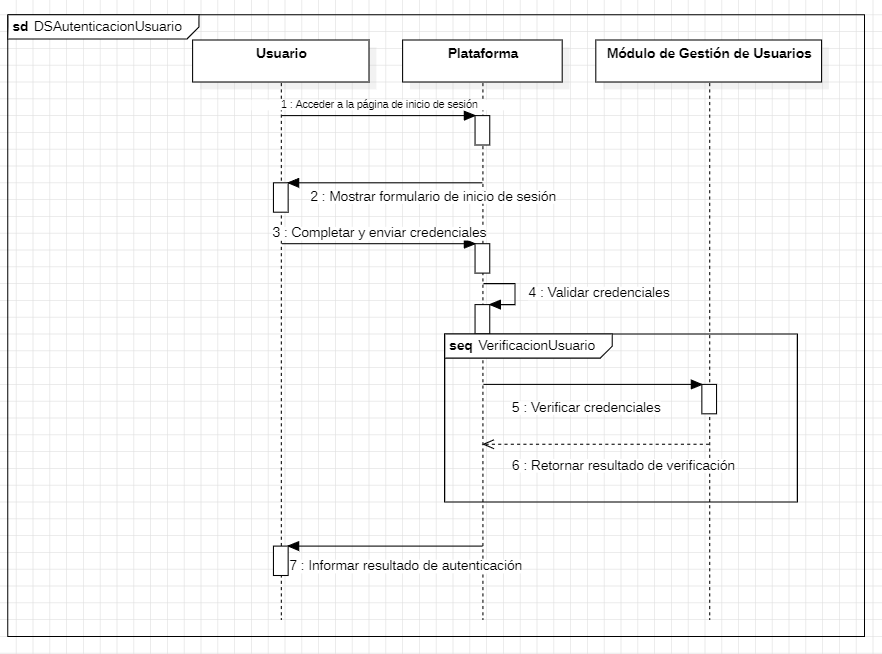 sd DSAutenticacionUsuario
Usuario
Plataforma
Módulo de Gestión de Usuarios
1 : Acceder a la página de inicio de sesión
2 : Mostrar formulario de inicio de sesión
3 : Completar y enviar credenciales
4 : Validar credenciales
seq VerificacionUsuario
5 : Verificar credenciales
6 : Retornar resultado de verificación
7 : Informar resultado de autenticación